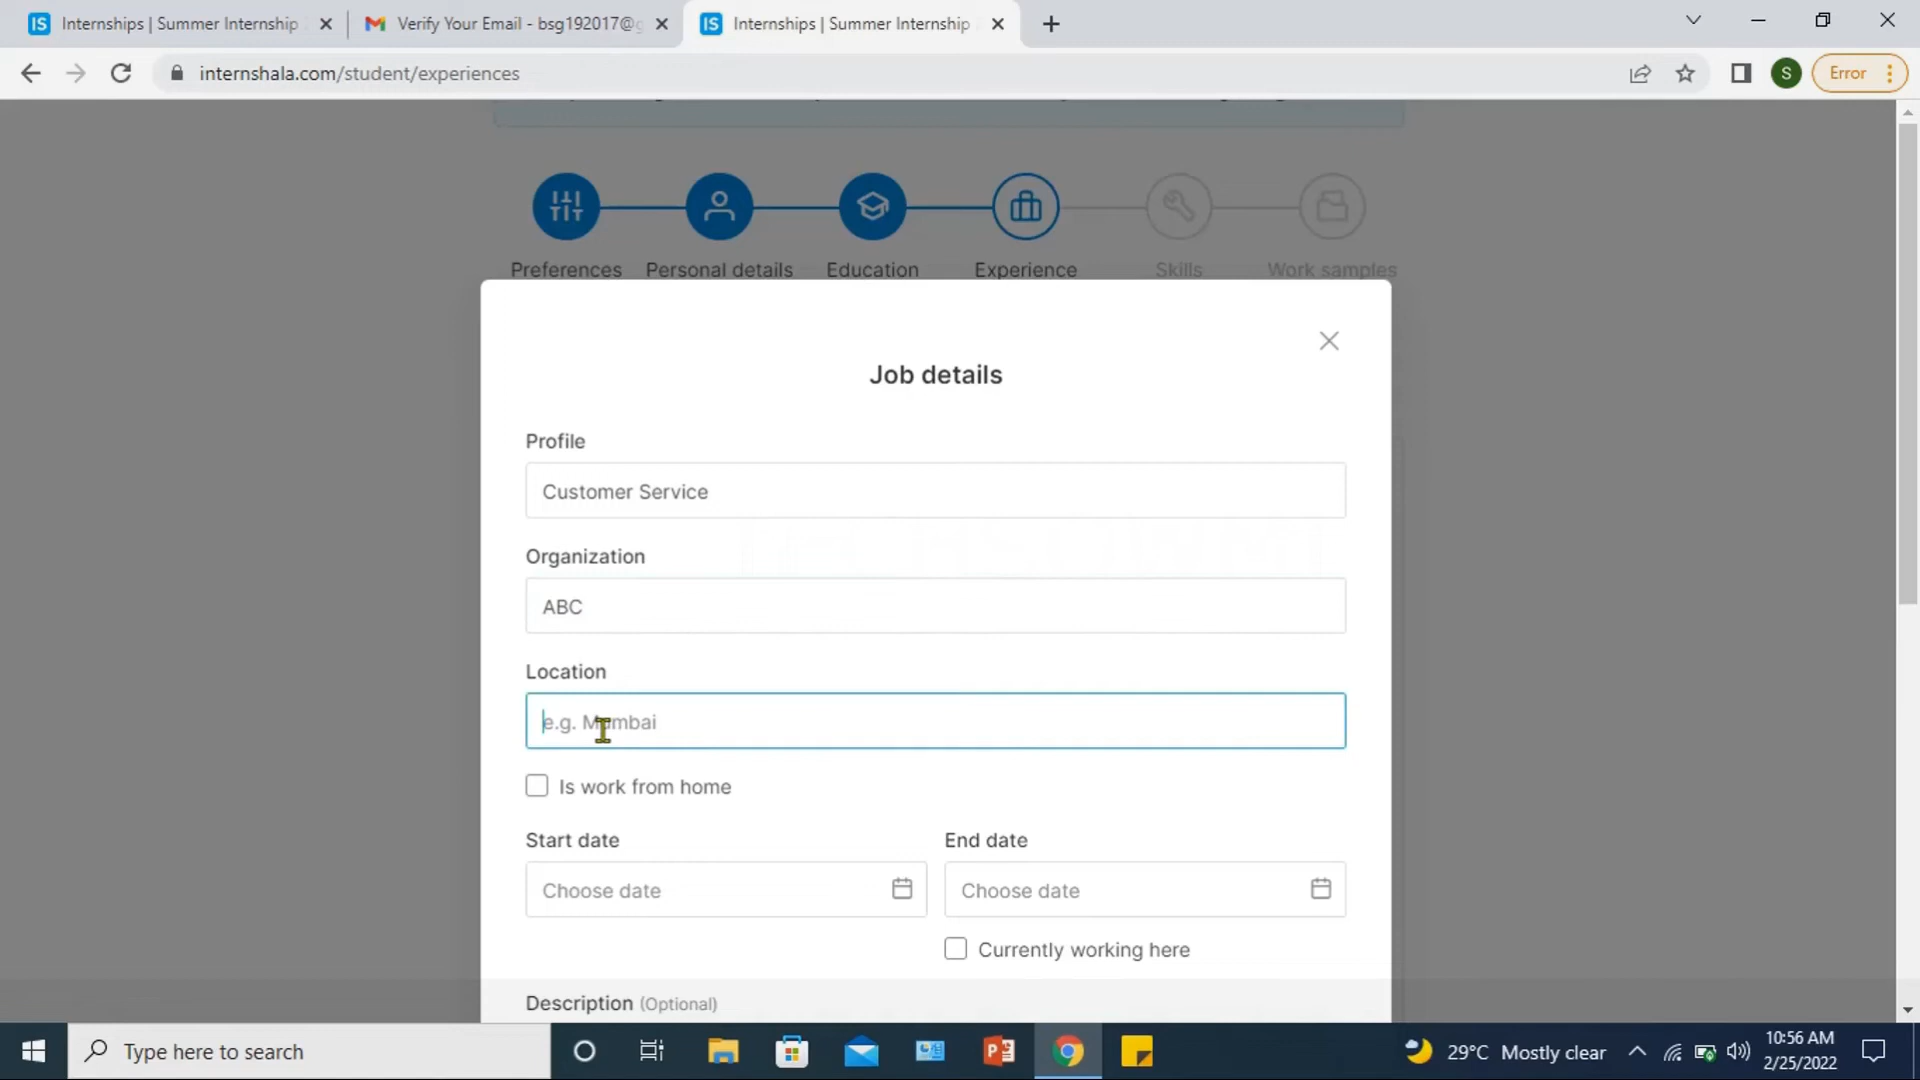 Internships | Summer Internship
Verify Your Email - bsg192017@g
Internships | Summer Internship
internshala.com/student/experiences
S
Error
Preferences
Personal details
Education
Experience
Skills
Work samples
Job details
Profile
Customer Service
Organization
ABC
Location
e.g. Mumbai
Is work from home
Start date
End date
Choose date
Choose date
Currently working here
Description (Optional)
Type here to search
29°C Mostly clear
10:56 AM
2/25/2022